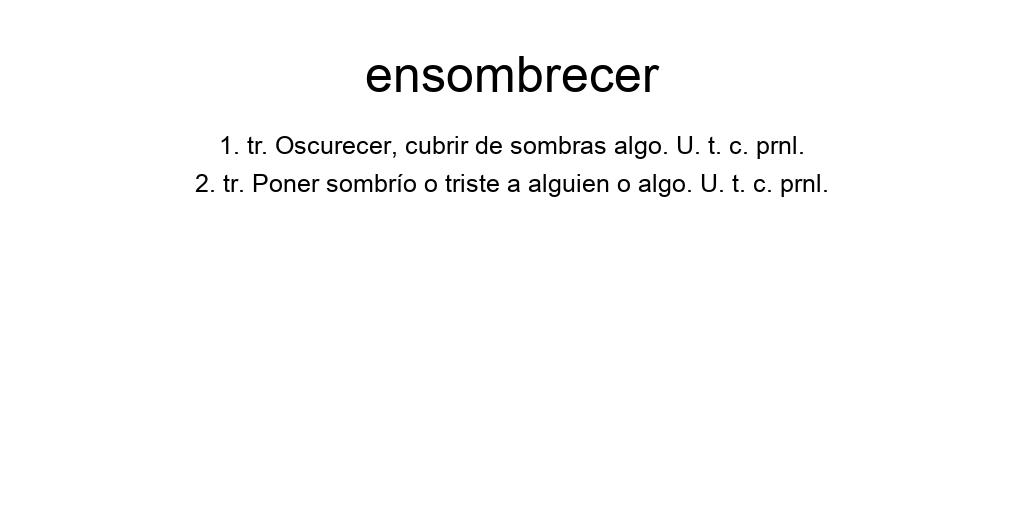 ensombrecer
1. tr. Oscurecer, cubrir de sombras algo. U. t. c. prnl.
2. tr. Poner sombrío o triste a alguien o algo. U. t. c. prnl.